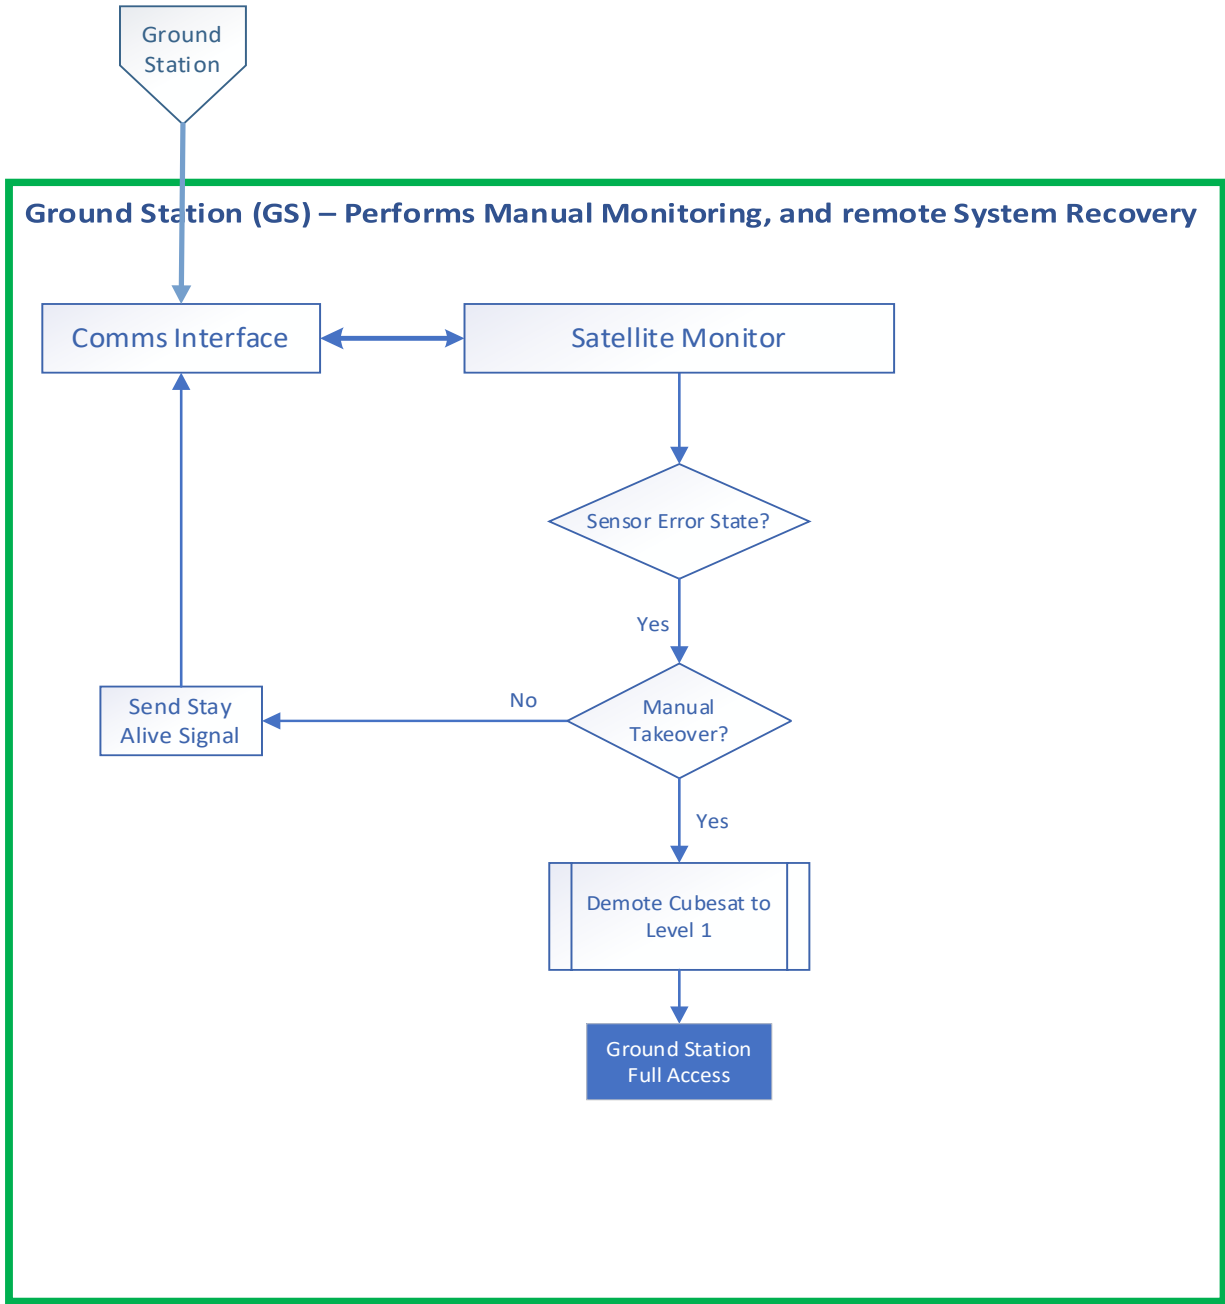 Ground
Station
Ground Station (GS) – Performs Manual Monitoring, and remote System Recovery
Comms Interface
Satellite Monitor
Sensor Error State?
Yes
Manual
Takeover?
No
Send Stay
Alive Signal
Yes
Demote Cubesat to
Level 1
Ground Station
Full Access